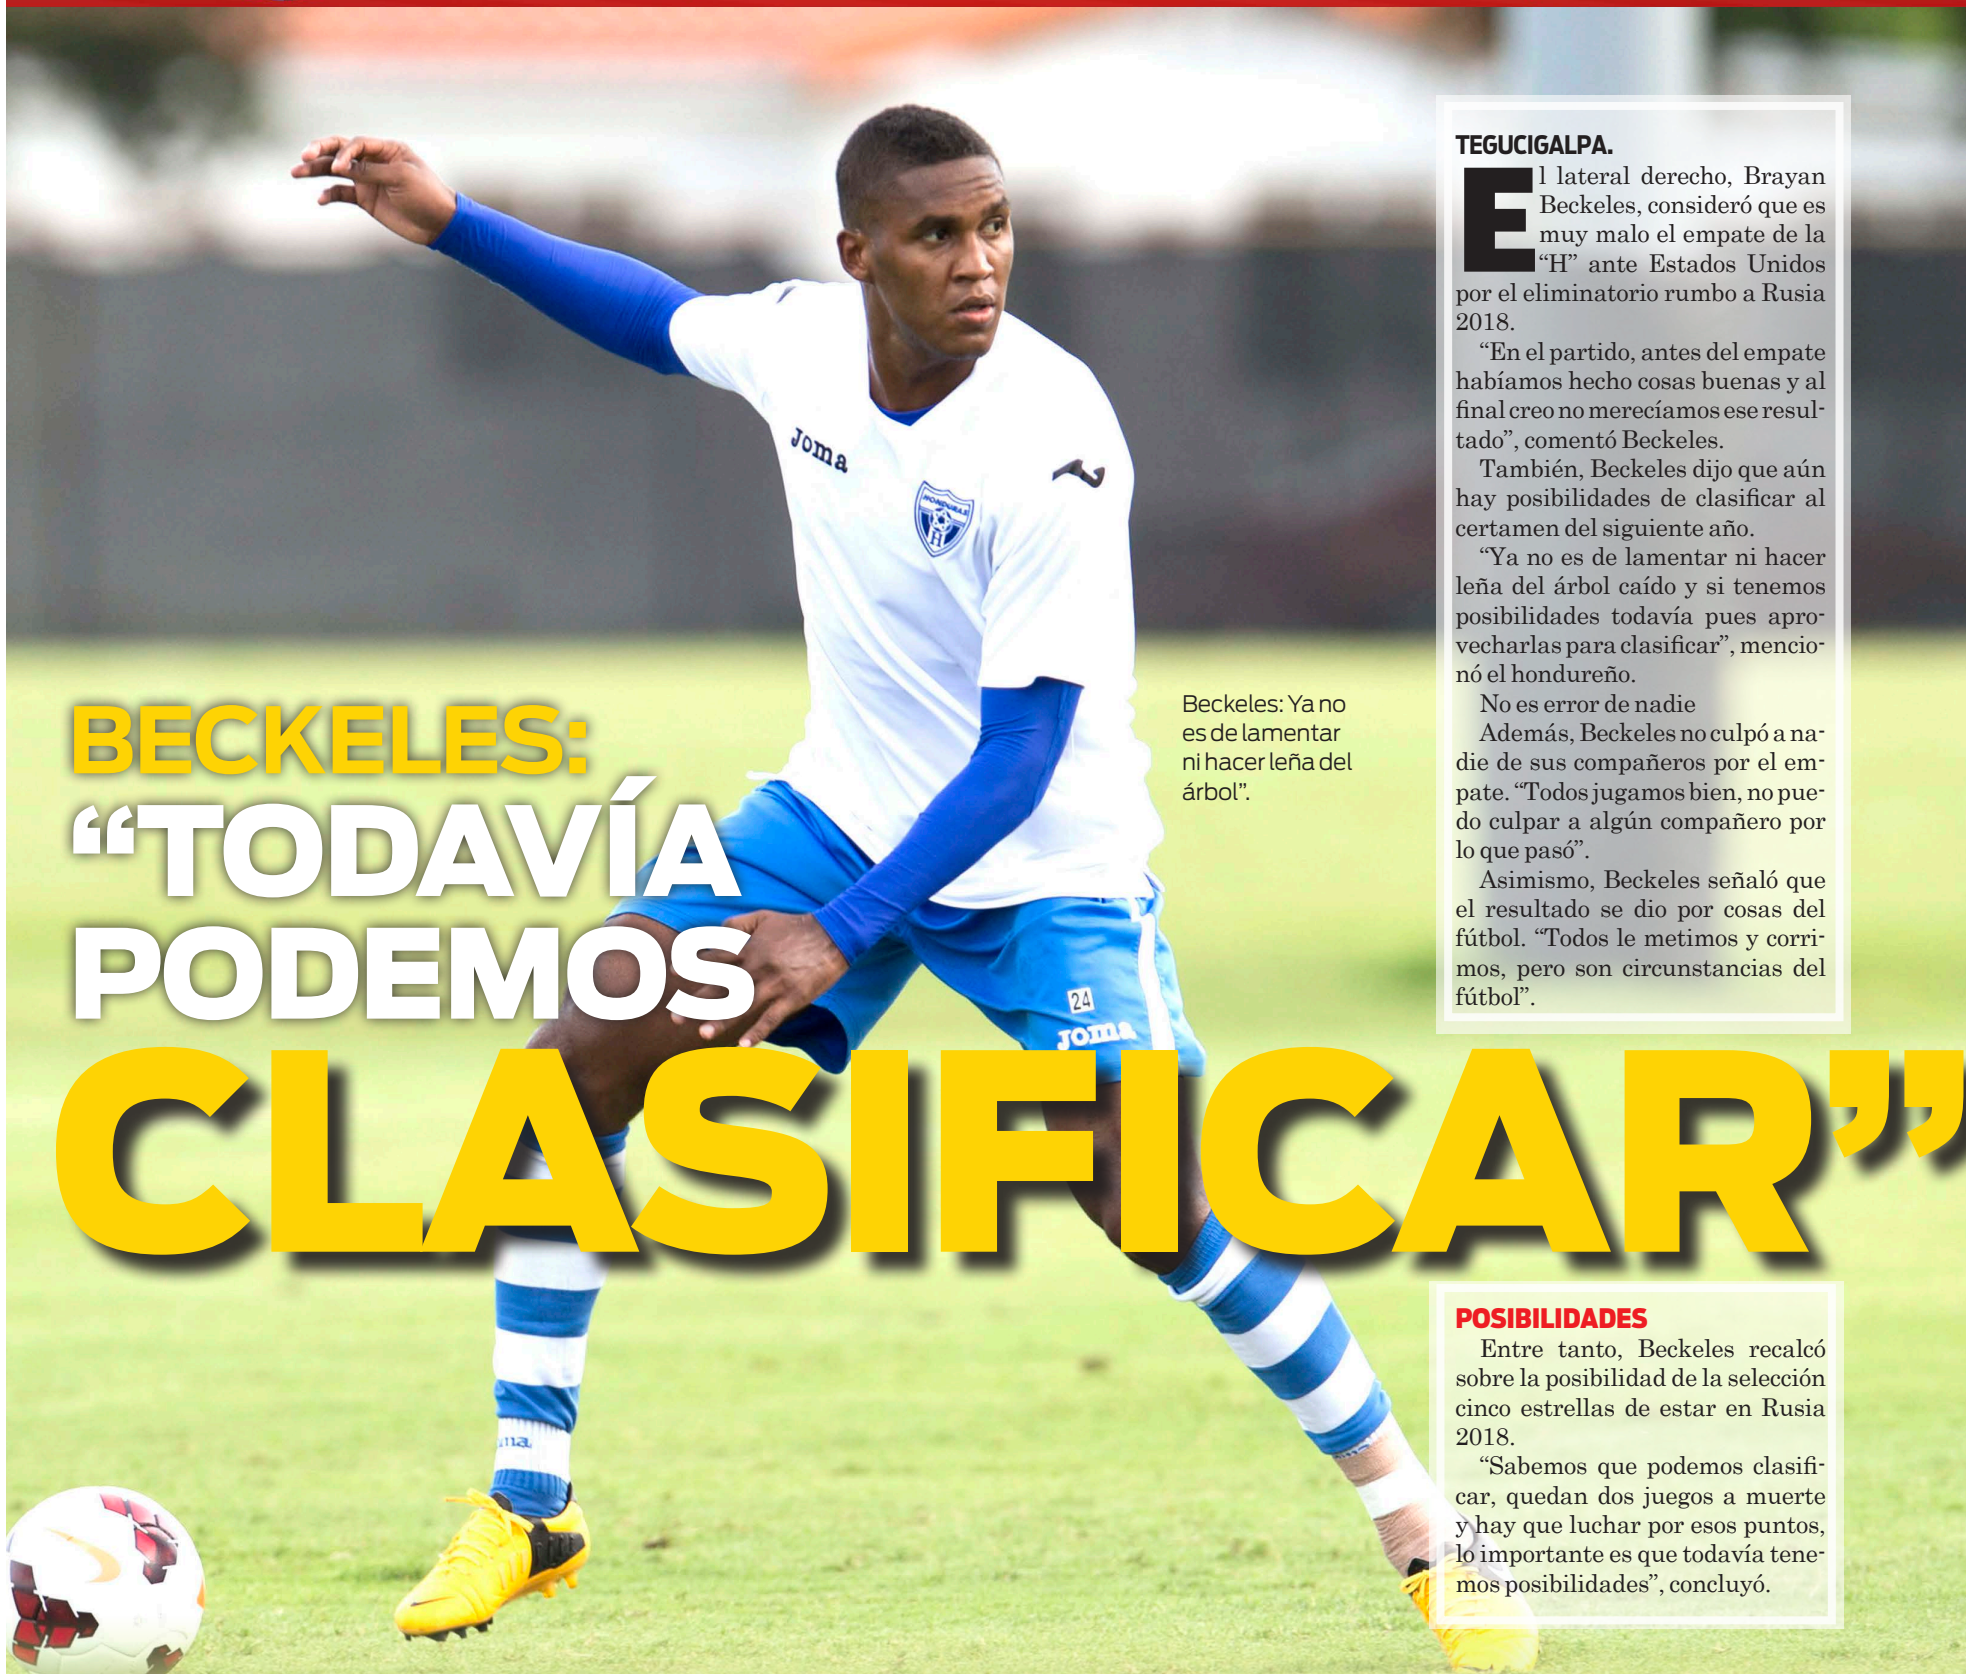 TEGUCIGALPA.
El lateral derecho, Brayan
Beckeles, consideró que es
muy malo el empate de la
“H” ante Estados Unidos
por el eliminatorio rumbo a Rusia
2018.
“En el partido, antes del empate
habíamos hecho cosas buenas y al
final creo no merecíamos ese resul-
tado”, comentó Beckeles.
También, Beckeles dijo que aún
hay posibilidades de clasificar al
certamen del siguiente año.
“Ya no es de lamentar ni hacer
leña del árbol caído y si tenemos
posibilidades todavía pues apro-
vecharlas para clasificar”, mencio-
nó el hondureño.
No es error de nadie
Además, Beckeles no culpó a na-
die de sus compañeros por el em-
pate. “Todos jugamos bien, no pue-
do culpar a algún compañero por
lo que pasó”.
Asimismo, Beckeles señaló que
el resultado se dio por cosas del
fútbol. “Todos le metimos y corri-
mos, pero son circunstancias del
fútbol”.
Joma
HONDURAS
H
Beckeles: Ya no
es de lamentar
ni hacer leña del
árbol”.
BECKELES:
“TODAVÍA
PODEMOS
CLASIFICAR”
24
Joma
ma
POSIBILIDADES
Entre tanto, Beckeles recalcó
sobre la posibilidad de la selección
cinco estrellas de estar en Rusia
2018.
“Sabemos que podemos clasifi-
car, quedan dos juegos a muerte
y hay que luchar por esos puntos,
lo importante es que todavía tene-
mos posibilidades”, concluyó.